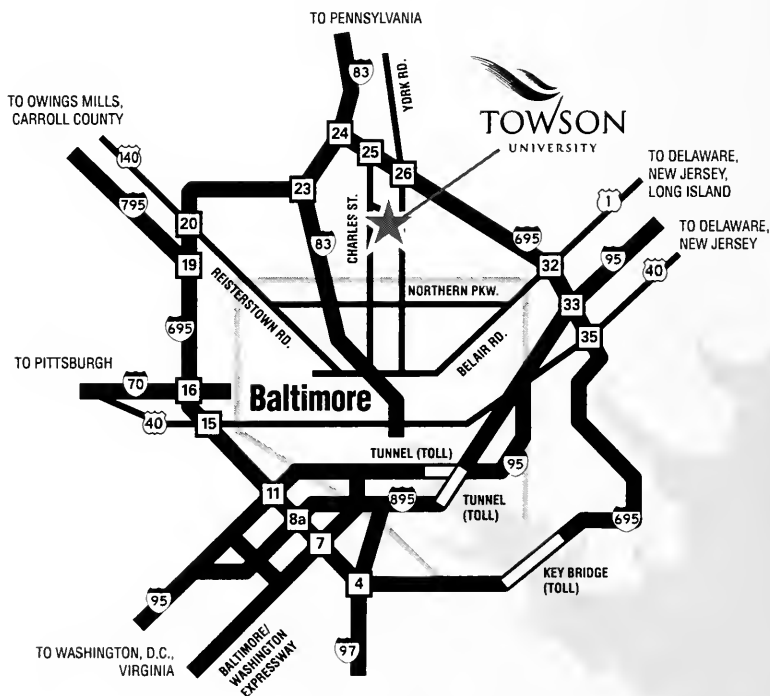 TO PENNSYLVANIA
83
YORK RD.
TOWSON
UNIVERSITY
TO OWINGS MILLS,
CARROLL COUNTY
140
795
24
25
26
23
TO DELAWARE,
NEW JERSEY,
LONG ISLAND
1
TO DELAWARE,
NEW JERSEY
95
40
20
19
CHARLES ST.
83
695
32
33
35
REISTERSTOWN RD.
NORTHERN PKW.
BELAIR RD.
695
TO PITTSBURGH
70
16
40
15
Baltimore
TUNNEL (TOLL)
95
11
8a
7
895
TUNNEL
(TOLL)
695
4
KEY BRIDGE
(TOLL)
95
97
TO WASHINGTON, D.C.,
VIRGINIA
BALTIMORE/
WASHINGTON
EXPRESSWAY